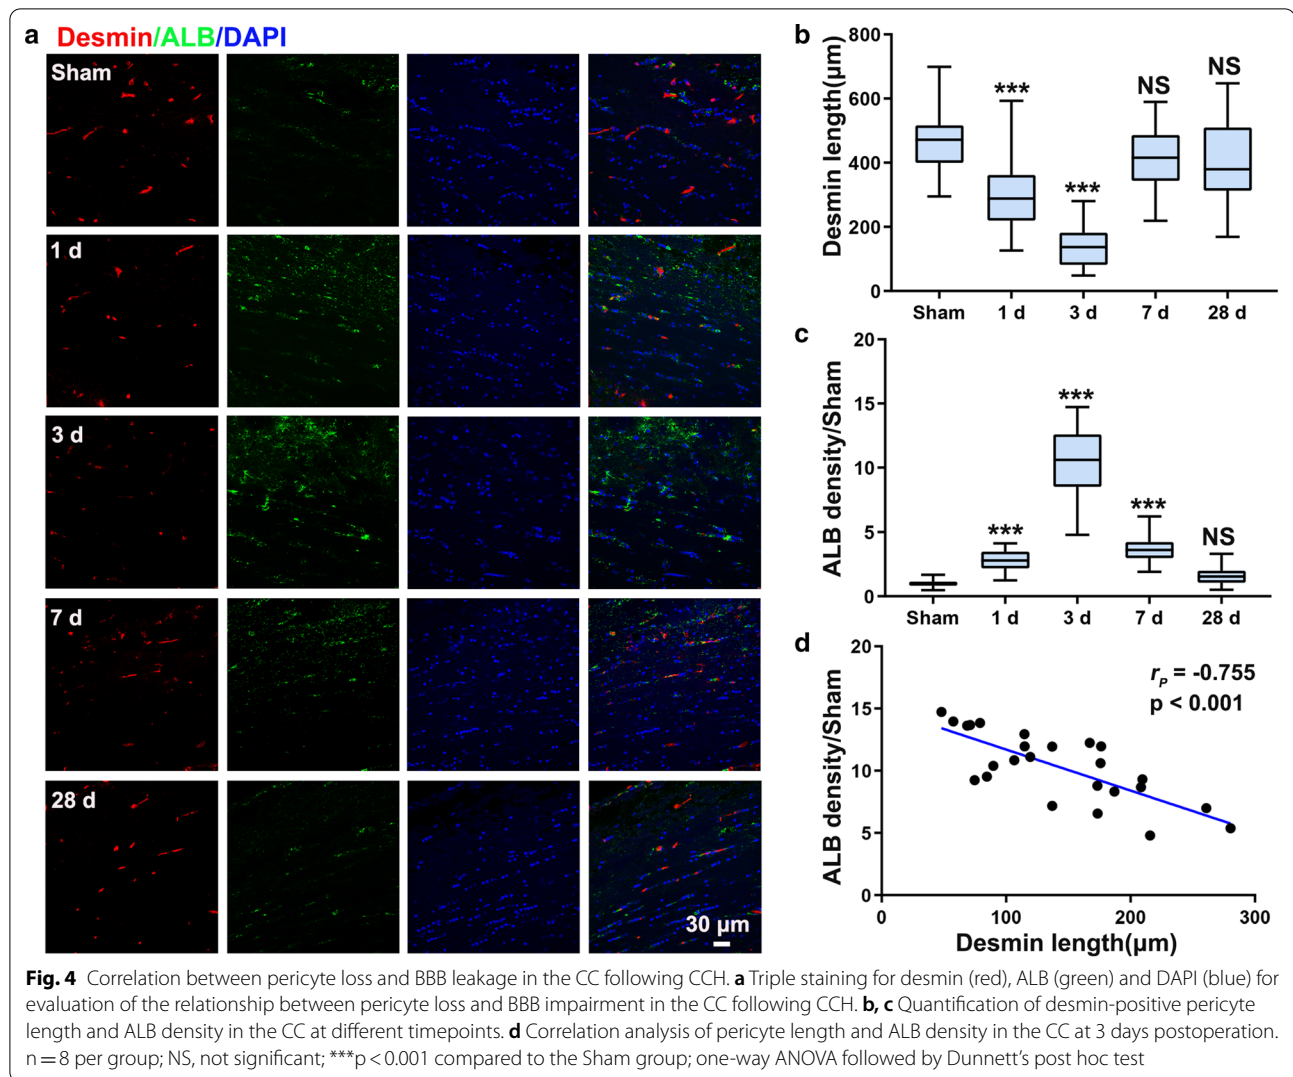 a
Desmin/ALB/DAPI
Sham
1 d
3 d
7 d
28 d
30 µm
b
Desmin length(µm)
800
600
400
200
0
***
***
NS
NS
Sham 1 d 3 d 7 d 28 d
c
ALB density/Sham
20
15
10
5
0
***
***
***
NS
Sham 1 d 3 d 7 d 28 d
d
ALB density/Sham
20
15
10
5
0
rP = -0.755
p < 0.001
0 100 200 300
Desmin length(µm)
Fig. 4 Correlation between pericyte loss and BBB leakage in the CC following CCH. a Triple staining for desmin (red), ALB (green) and DAPI (blue) for
evaluation of the relationship between pericyte loss and BBB impairment in the CC following CCH. b, c Quantification of desmin-positive pericyte
length and ALB density in the CC at different timepoints. d Correlation analysis of pericyte length and ALB density in the CC at 3 days postoperation.
n = 8 per group; NS, not significant; ***p < 0.001 compared to the Sham group; one-way ANOVA followed by Dunnett's post hoc test